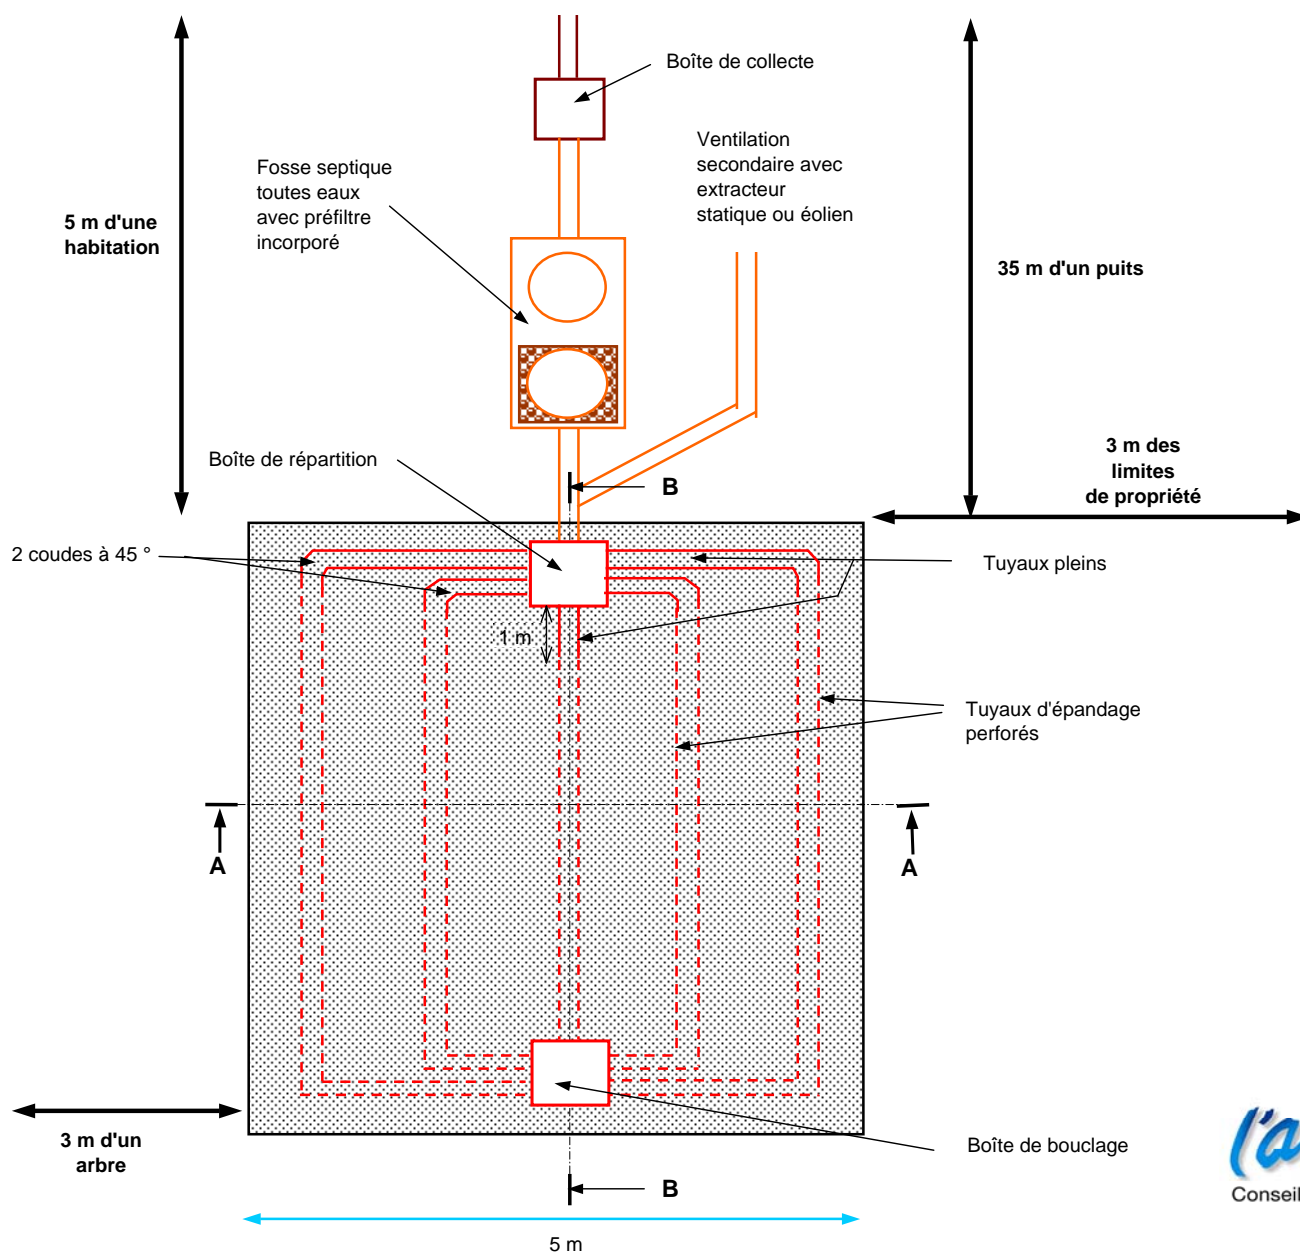 Boîte de collecte
Ventilation
secondaire avec
extracteur
statique ou éolien
Fosse septique
toutes eaux
avec préfiltre
incorporé
5 m d'une
habitation
35 m d'un puits
3 m des
limites
de propriété
Boîte de répartition
B
2 coudes à 45 °
Tuyaux pleins
1 m
Tuyaux d'épandage
perforés
A
A
3 m d'un
arbre
Boîte de bouclage
B
5 m
l'a
Conseil